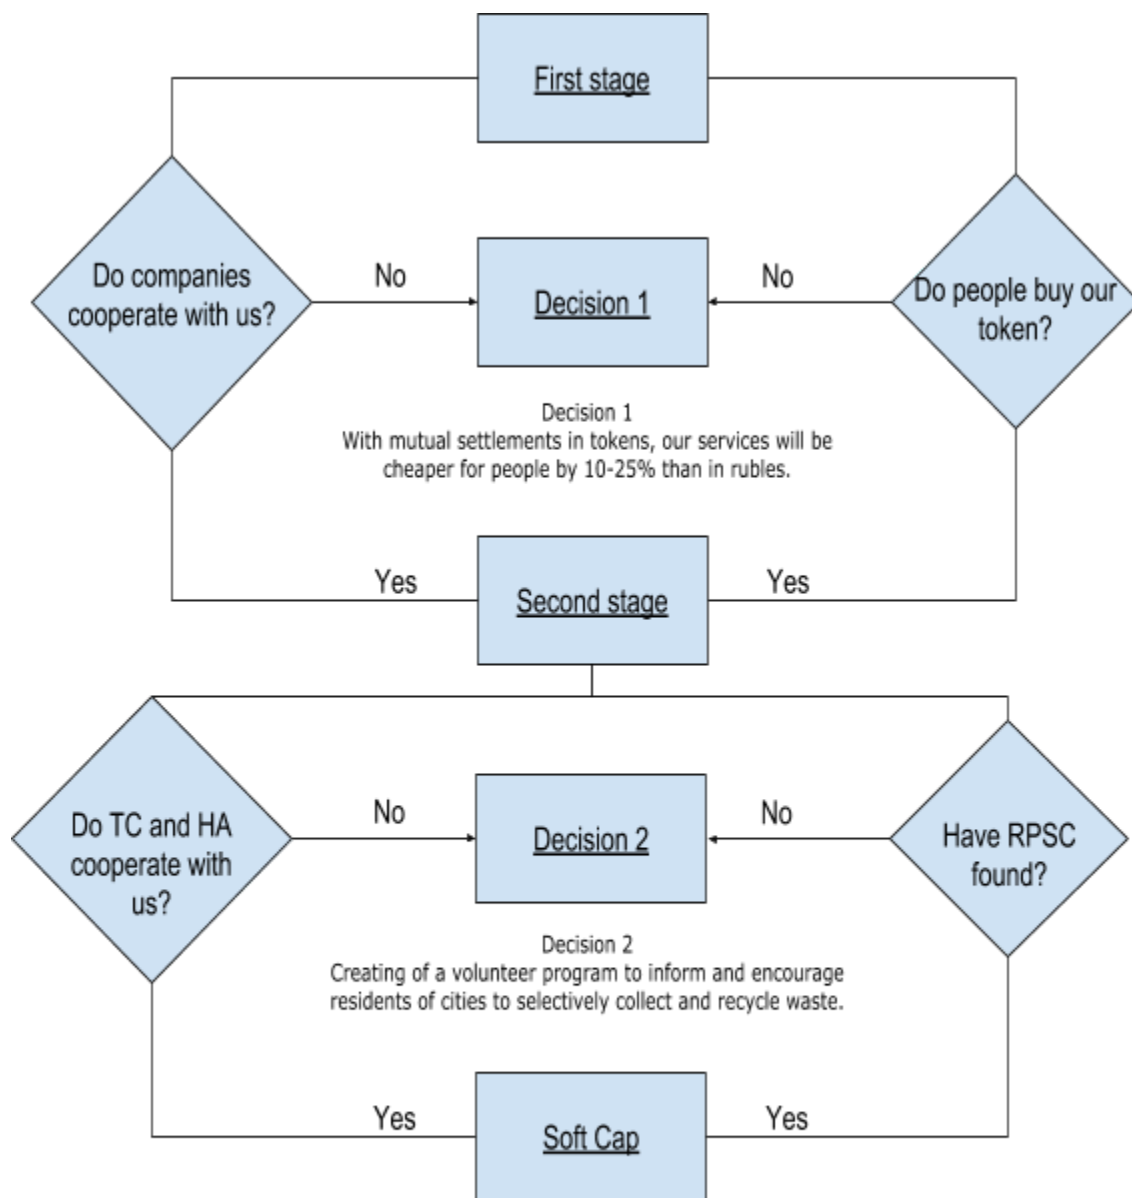 First stage
Do companies
cooperate with us?
No
Decision 1
No
Do people buy our
token?
Decision 1
With mutual settlements in tokens, our services will be
cheaper for people by 10-25% than in rubles.
Yes
Second stage
Yes
Do TC and HA
cooperate with
us?
No
Decision 2
No
Have RPSC
found?
Decision 2
Creating of a volunteer program to inform and encourage
residents of cities to selectively collect and recycle waste.
Yes
Soft Cap
Yes